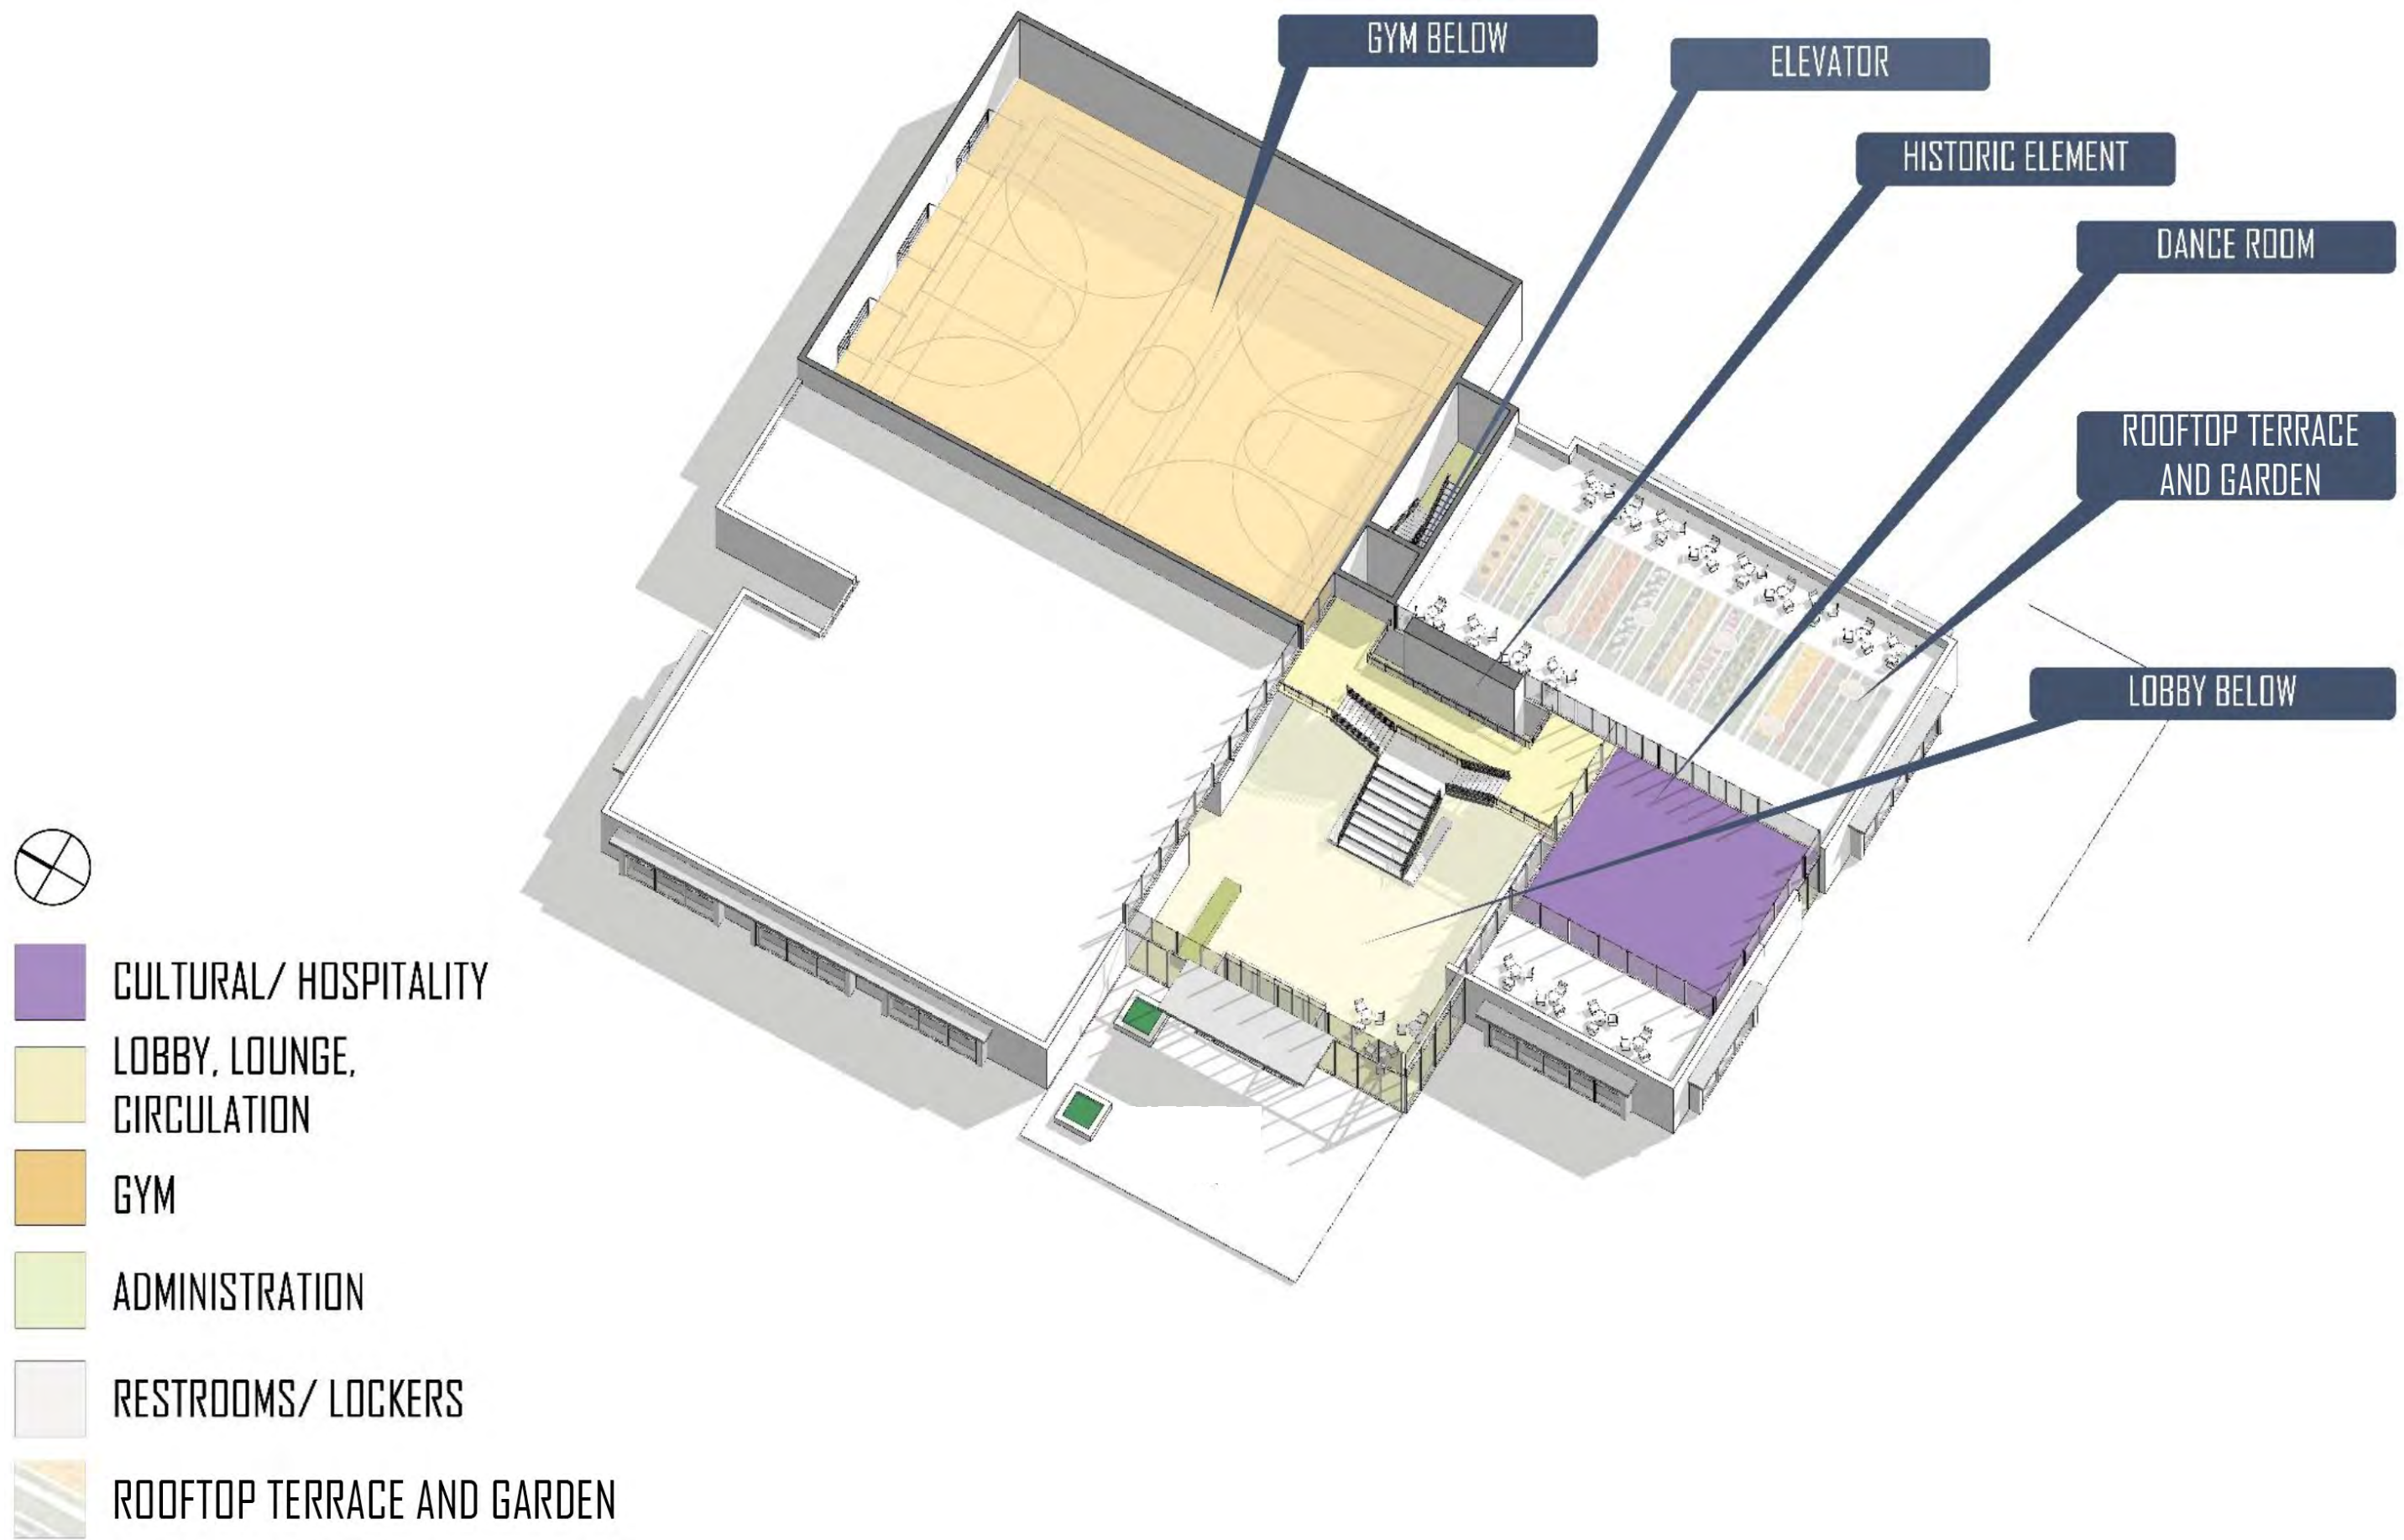 GYM BELOW
ELEVATOR
HISTORIC ELEMENT
DANCE ROOM
ROOFTOP TERRACE
AND GARDEN
LOBBY BELOW
CULTURAL/ HOSPITALITY
LOBBY, LOUNGE,
CIRCULATION
GYM
ADMINISTRATION
RESTROOMS/ LOCKERS
ROOFTOP TERRACE AND GARDEN